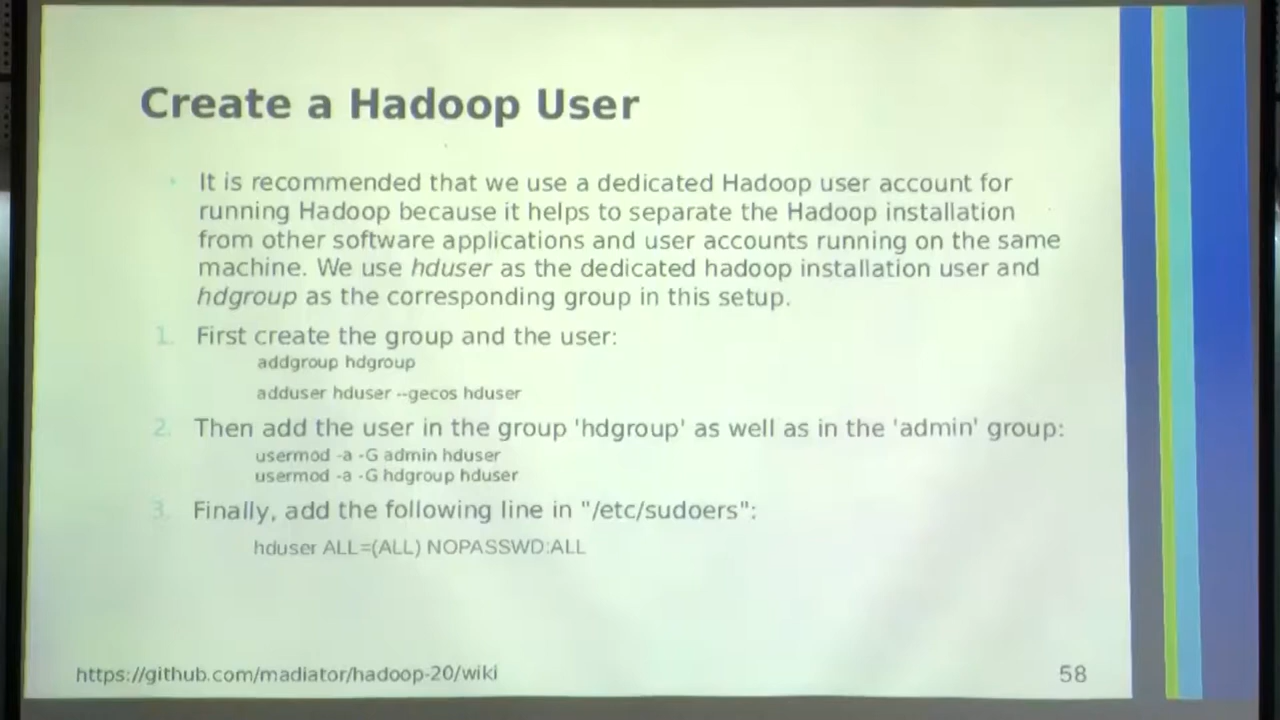 Create a Hadoop User
It is recommended that we use a dedicated Hadoop user account for
running Hadoop because it helps to separate the Hadoop installation
from other software applications and user accounts running on the same
machine. We use hduser as the dedicated hadoop installation user and
hdgroup as the corresponding group in this setup.
1. First create the group and the user:
addgroup hdgroup
adduser hduser --gecos hduser
2. Then add the user in the group 'hdgroup' as well as in the 'admin' group:
usermod -a -G admin hduser
usermod -a -G hdgroup hduser
3. Finally, add the following line in "/etc/sudoers":
hduser ALL=(ALL) NOPASSWD:ALL
https://github.com/madiator/hadoop-20/wiki
58